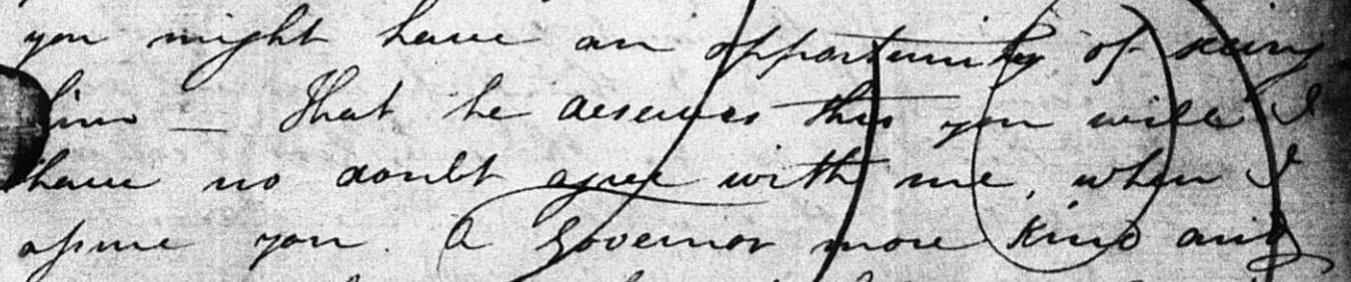 you might have an opportunity of seeing
him — That he deserves this you will I
have no doubt agree with me, when I
assure you. A Governor more kind and